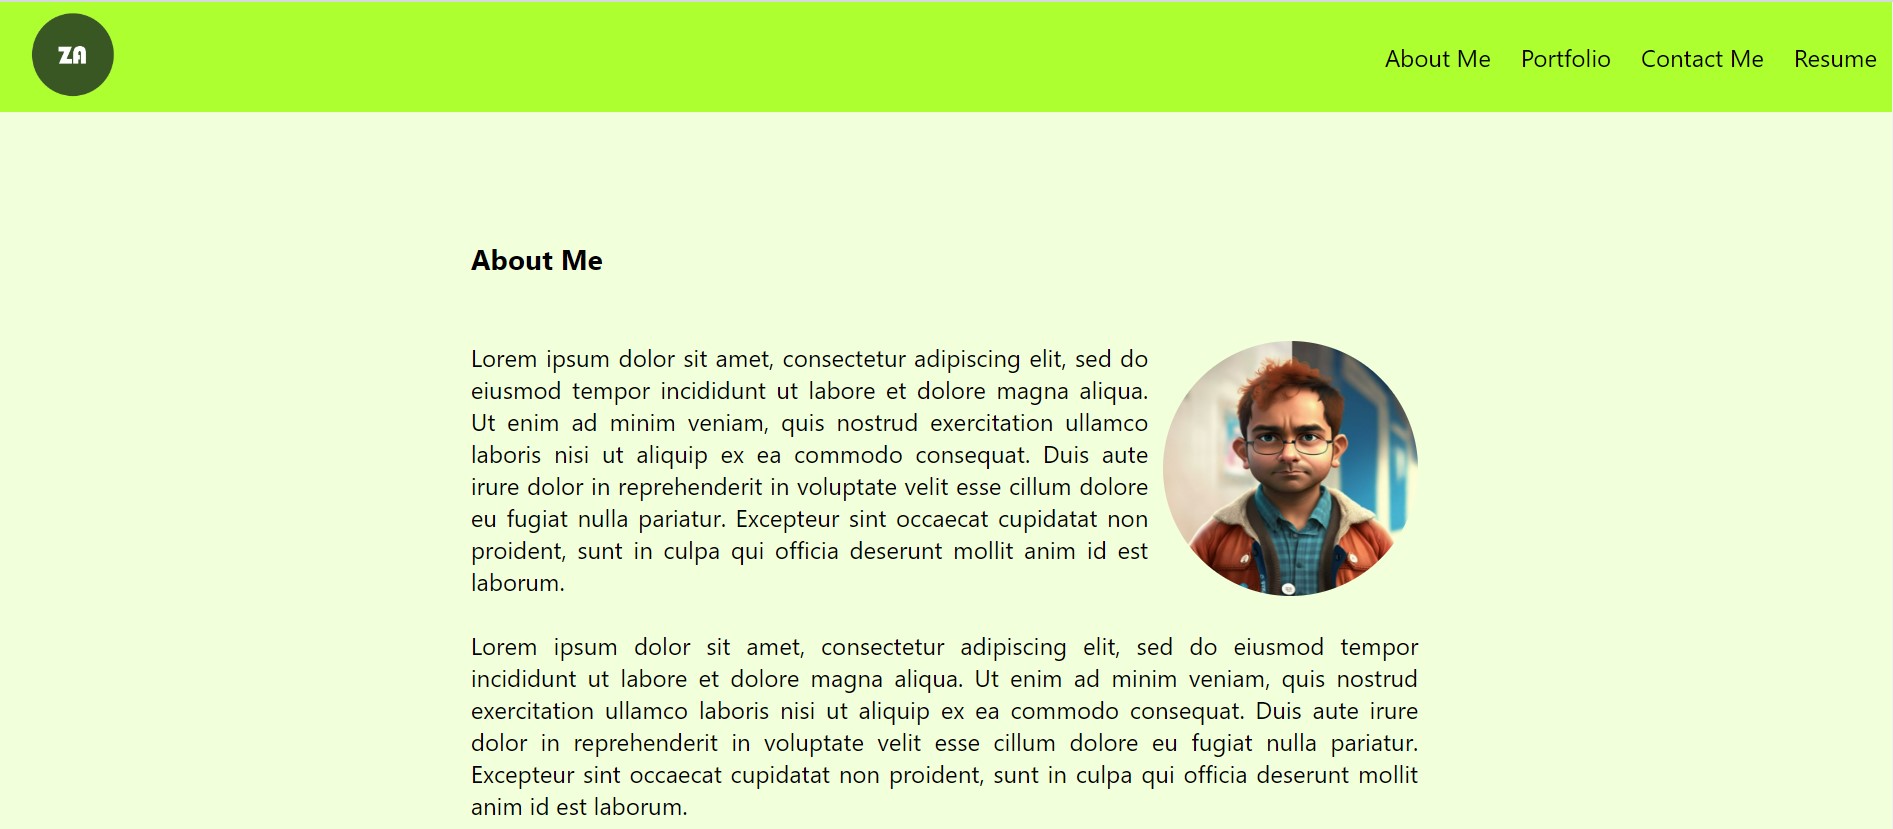 ZA
About Me Portfolio Contact Me Resume
About Me
Lorem ipsum dolor sit amet, consectetur adipiscing elit, sed do
eiusmod tempor incididunt ut labore et dolore magna aliqua.
Ut enim ad minim veniam, quis nostrud exercitation ullamco
laboris nisi ut aliquip ex ea commodo consequat. Duis aute
irure dolor in reprehenderit in voluptate velit esse cillum dolore
eu fugiat nulla pariatur. Excepteur sint occaecat cupidatat non
proident, sunt in culpa qui officia deserunt mollit anim id est
laborum.
Lorem ipsum dolor sit amet, consectetur adipiscing elit, sed do eiusmod tempor
incididunt ut labore et dolore magna aliqua. Ut enim ad minim veniam, quis nostrud
exercitation ullamco laboris nisi ut aliquip ex ea commodo consequat. Duis aute irure
dolor in reprehenderit in voluptate velit esse cillum dolore eu fugiat nulla pariatur.
Excepteur sint occaecat cupidatat non proident, sunt in culpa qui officia deserunt mollit
anim id est laborum.